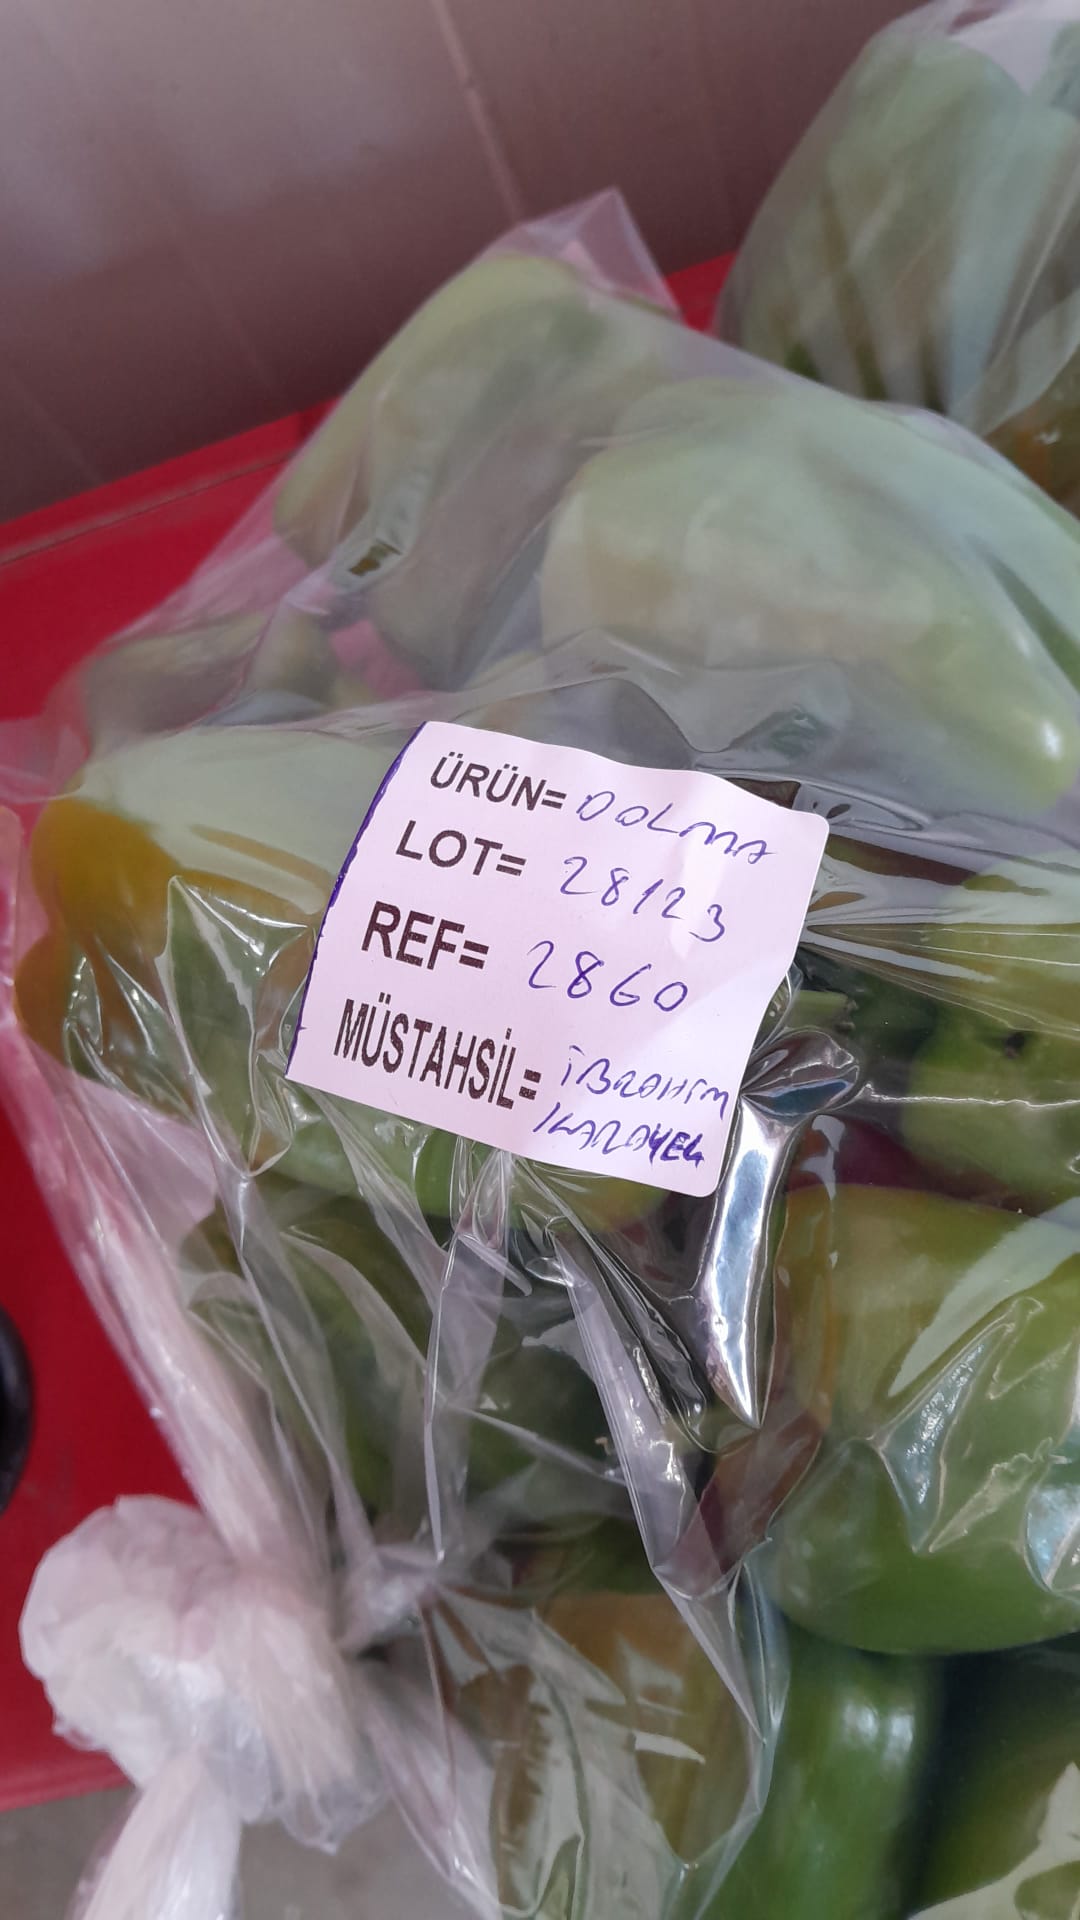 ÜRÜN= DOLMA
LOT= 28123
REF= 2860
MÜSTAHSİL= İBRAHİM
KARAYEL